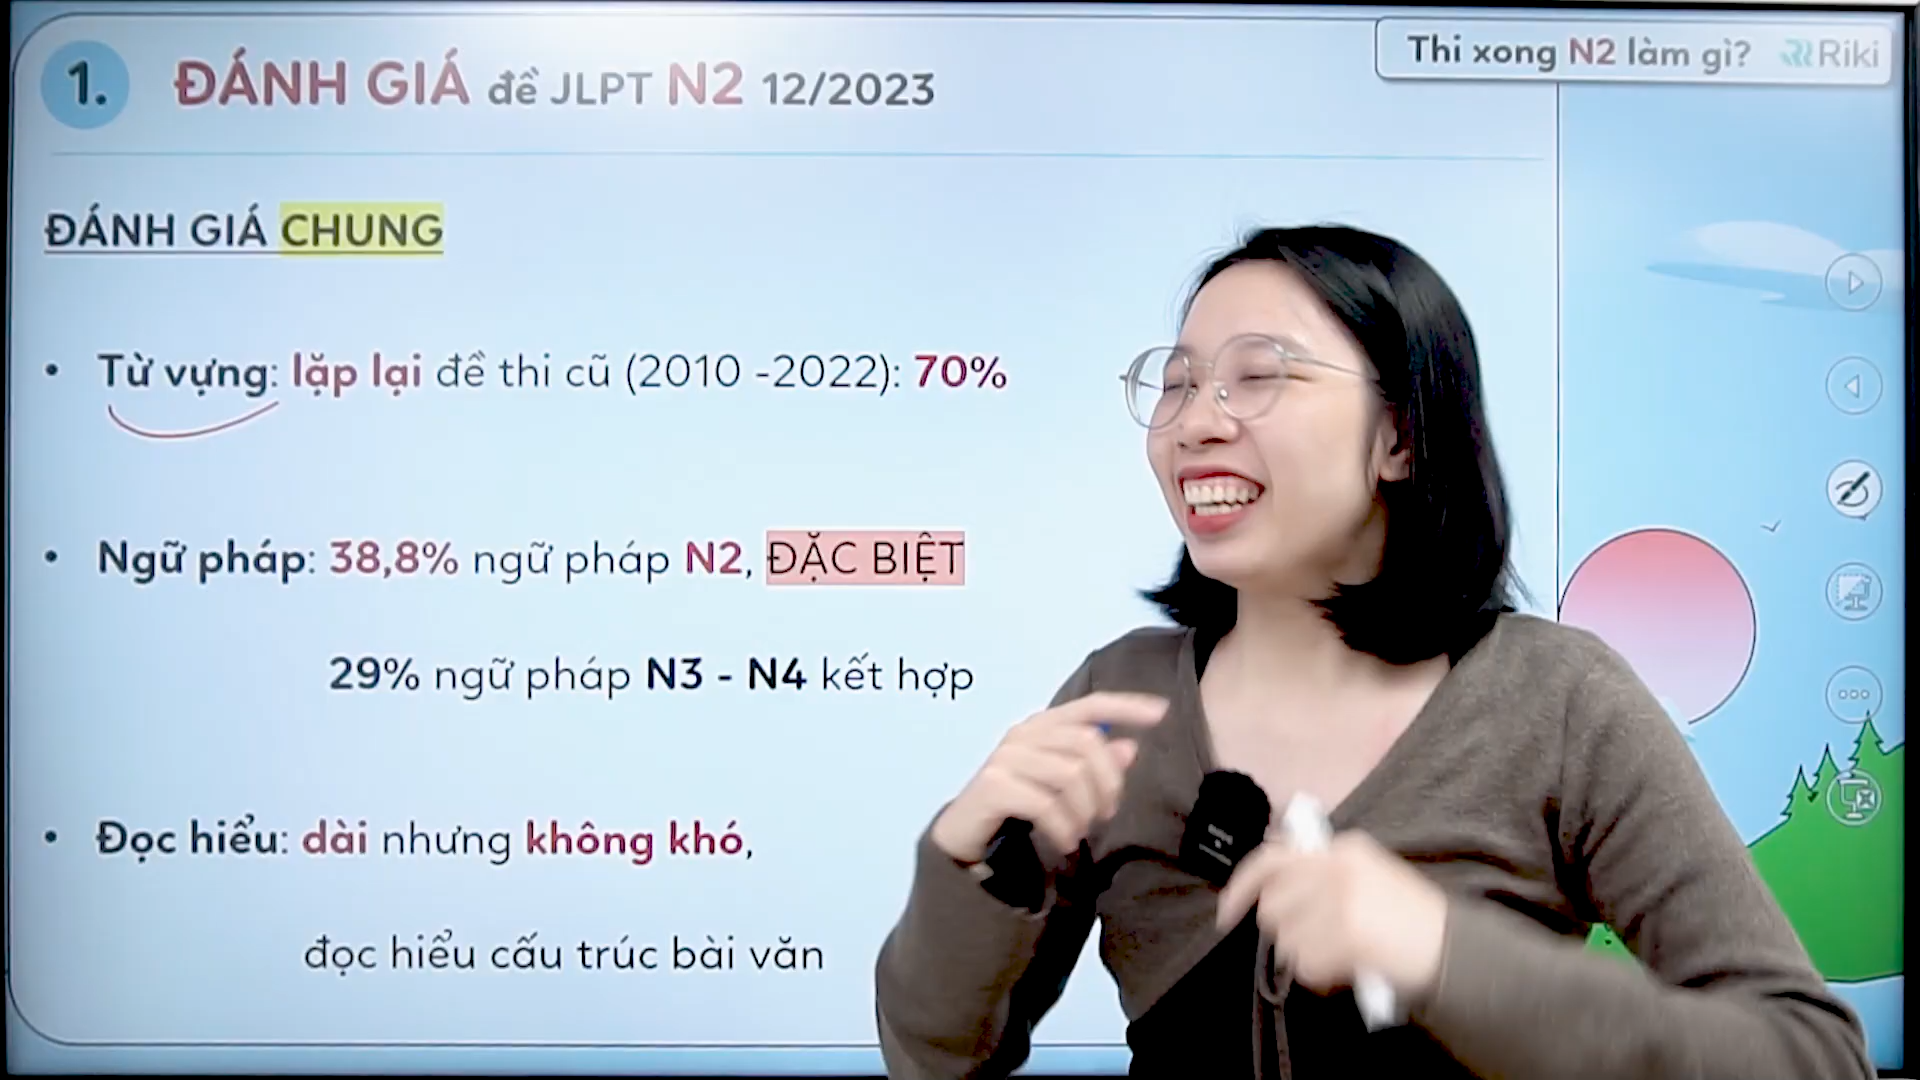 1. ĐÁNH GIÁ đề JLPT N2 12/2023
Thi xong N2 làm gì? Riki
ĐÁNH GIÁ CHUNG
• Từ vựng: lặp lại đề thi cũ (2010 -2022): 70%
• Ngữ pháp: 38,8% ngữ pháp N2, ĐẶC BIỆT
29% ngữ pháp N3 - N4 kết hợp
• Đọc hiểu: dài nhưng không khó,
đọc hiểu cấu trúc bài văn